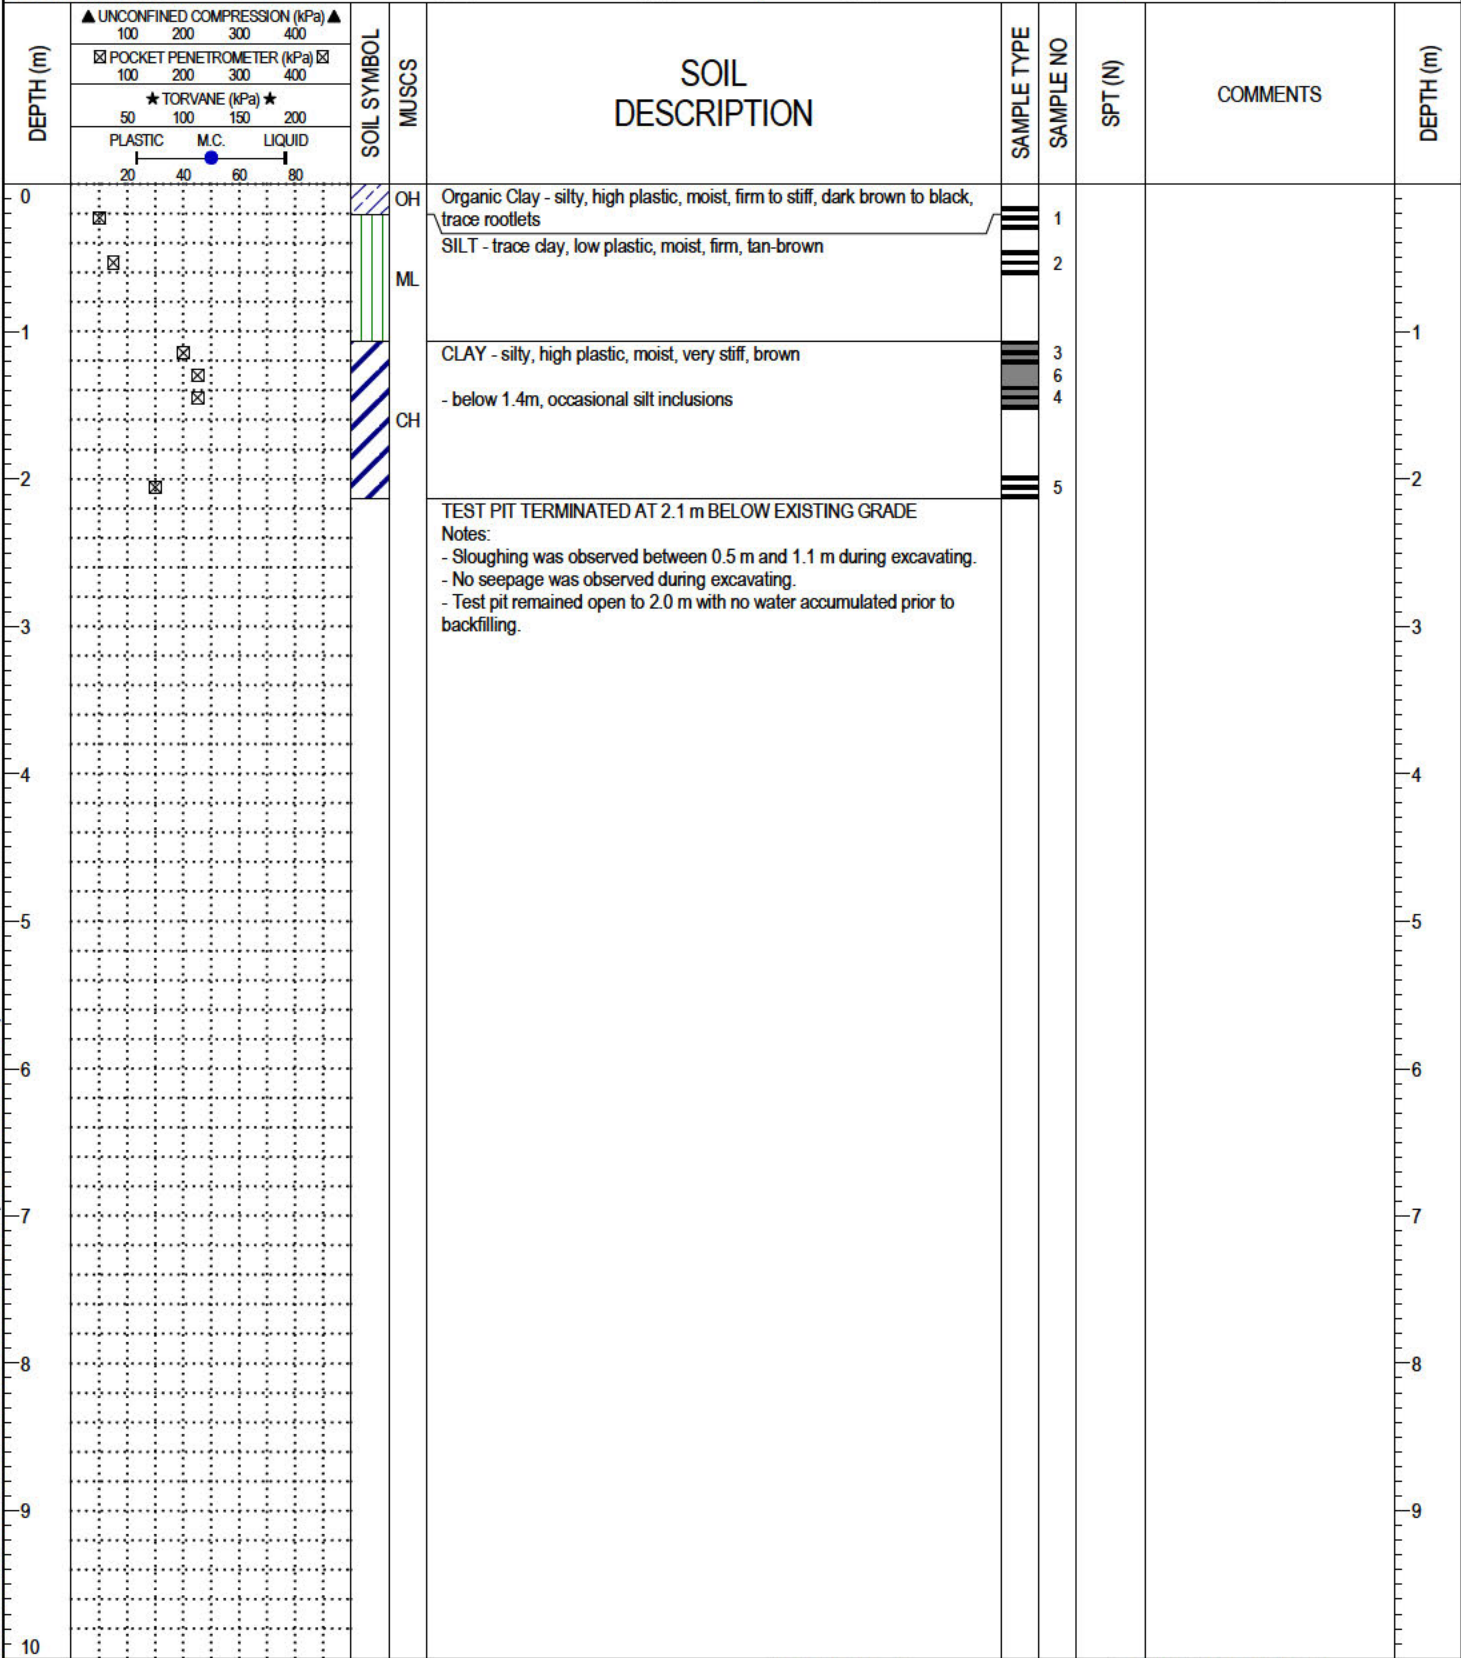 DEPTH (m)
▲ UNCONFINED COMPRESSION (kPa) ▲
100 200 300 400
☒ POCKET PENETROMETER (kPa) ☒
100 200 300 400
★ TORVANE (kPa) ★
50 100 150 200
PLASTIC M.C. LIQUID
20 40 60 80
SOIL SYMBOL
MUSCS
SOIL
DESCRIPTION
SAMPLE TYPE
SAMPLE NO
SPT (N)
COMMENTS
DEPTH (m)
0
OH
Organic Clay - silty, high plastic, moist, firm to stiff, dark brown to black,
trace rootlets
1
SILT - trace clay, low plastic, moist, firm, tan-brown
2
ML
1
1
CLAY - silty, high plastic, moist, very stiff, brown
3
6
- below 1.4m, occasional silt inclusions
4
CH
2
5
2
TEST PIT TERMINATED AT 2.1 m BELOW EXISTING GRADE
Notes:
- Sloughing was observed between 0.5 m and 1.1 m during excavating.
- No seepage was observed during excavating.
- Test pit remained open to 2.0 m with no water accumulated prior to
backfilling.
3
3
4
4
5
5
6
6
7
7
8
8
9
9
10